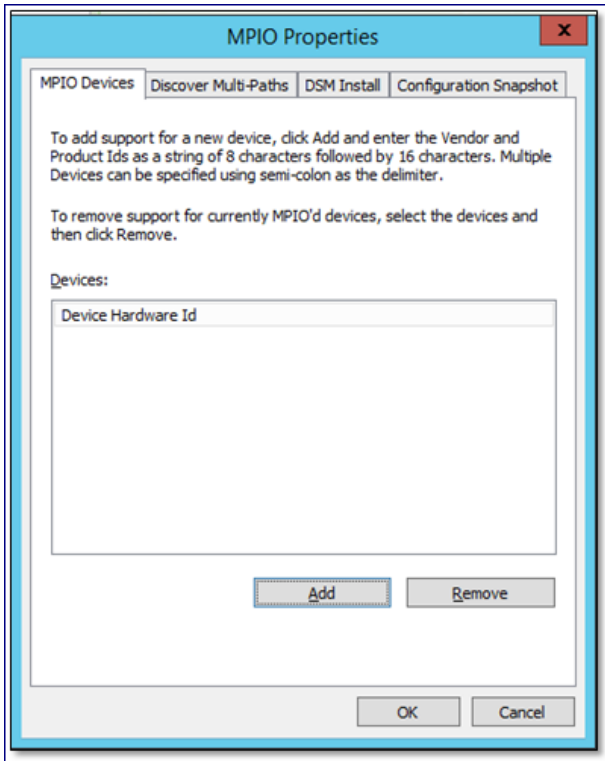 MPIO Properties
x
MPIO Devices Discover Multi-Paths DSM Install Configuration Snapshot
To add support for a new device, click Add and enter the Vendor and
Product Ids as a string of 8 characters followed by 16 characters. Multiple
Devices can be specified using semi-colon as the delimiter.
To remove support for currently MPIO'd devices, select the devices and
then click Remove.
Devices:
Device Hardware Id
Add Remove
OK Cancel